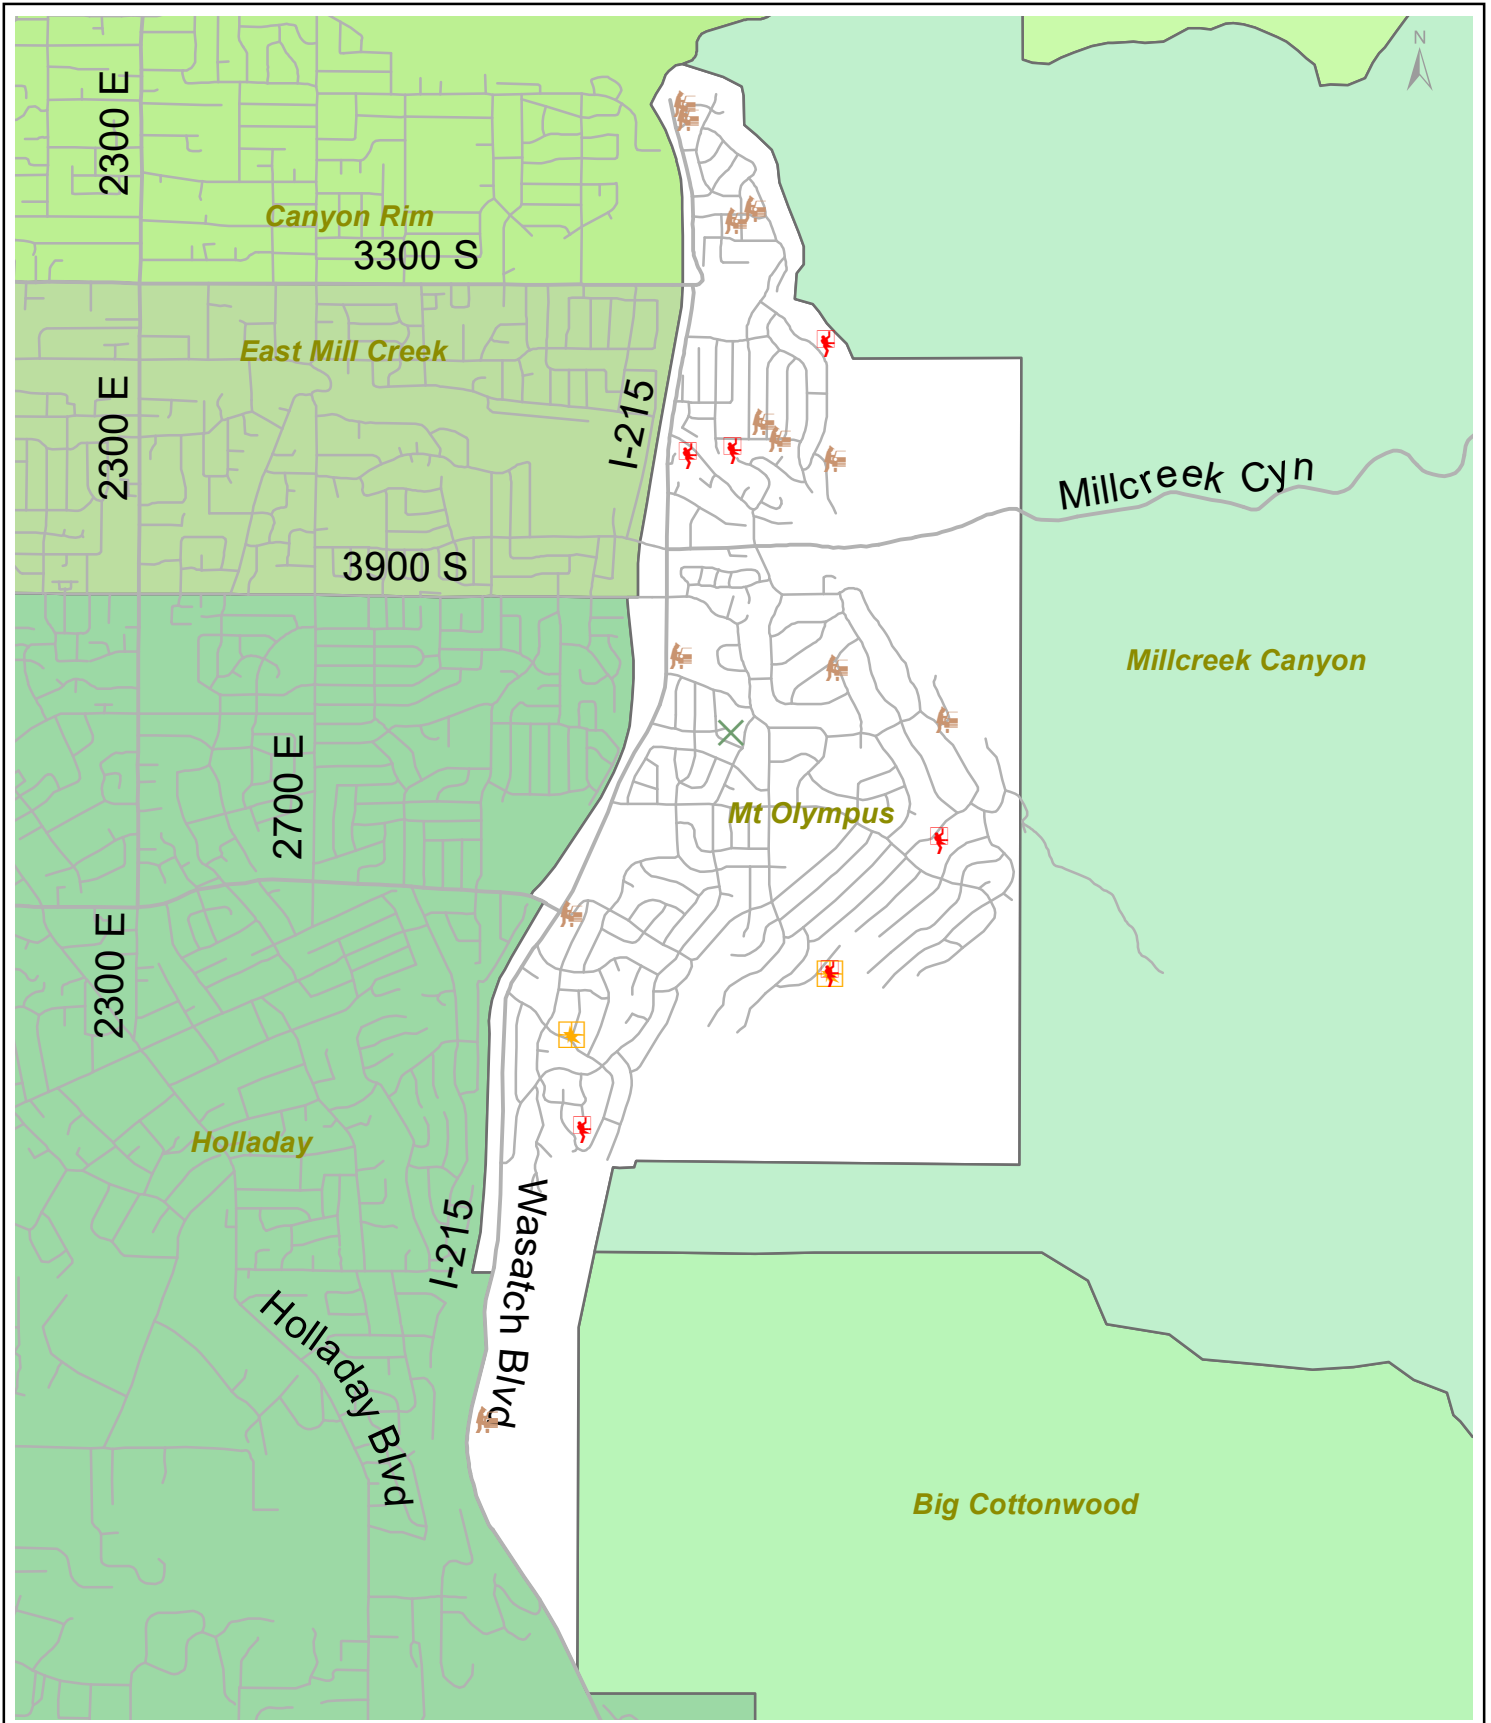 N
2300 E
Canyon Rim
3300 S
East Mill Creek
2300 E
I-215
Millcreek Cyn
3900 S
Millcreek Canyon
2700 E
Mt Olympus
2300 E
Holladay
I-215
Wasatch Blvd
Holladay Blvd
Big Cottonwood